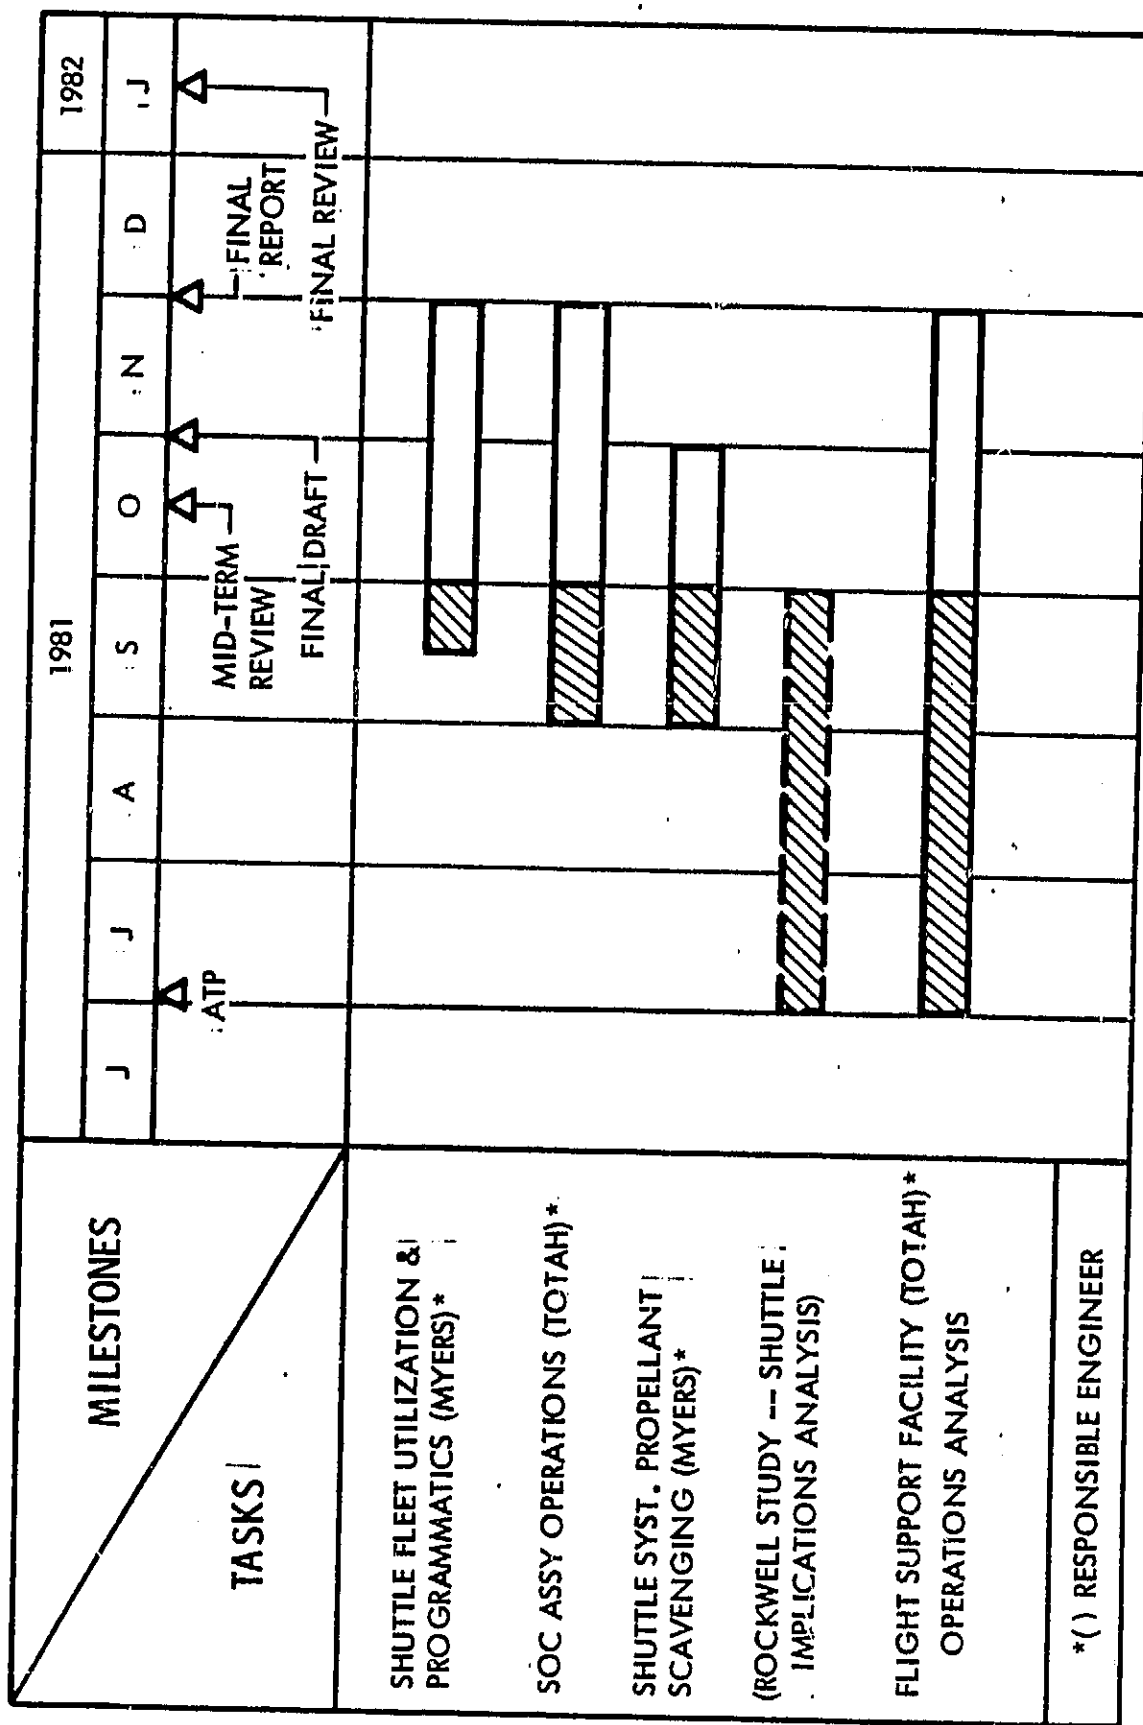 MILESTONES
TASKS
1981
1982
J
J
A
S
O
N
D
J
ATP
MID-TERM
REVIEW
FINAL DRAFT
FINAL
REPORT
FINAL REVIEW
SHUTTLE FLEET UTILIZATION &
PROGRAMMATICS (MYERS)*
SOC ASSY OPERATIONS (TOTAH)*
SHUTTLE SYST. PROPELLANT
SCAVENGING (MYERS)*
(ROCKWELL STUDY -- SHUTTLE
IMPLICATIONS ANALYSIS)
FLIGHT SUPPORT FACILITY (TOTAH)*
OPERATIONS ANALYSIS
*( ) RESPONSIBLE ENGINEER